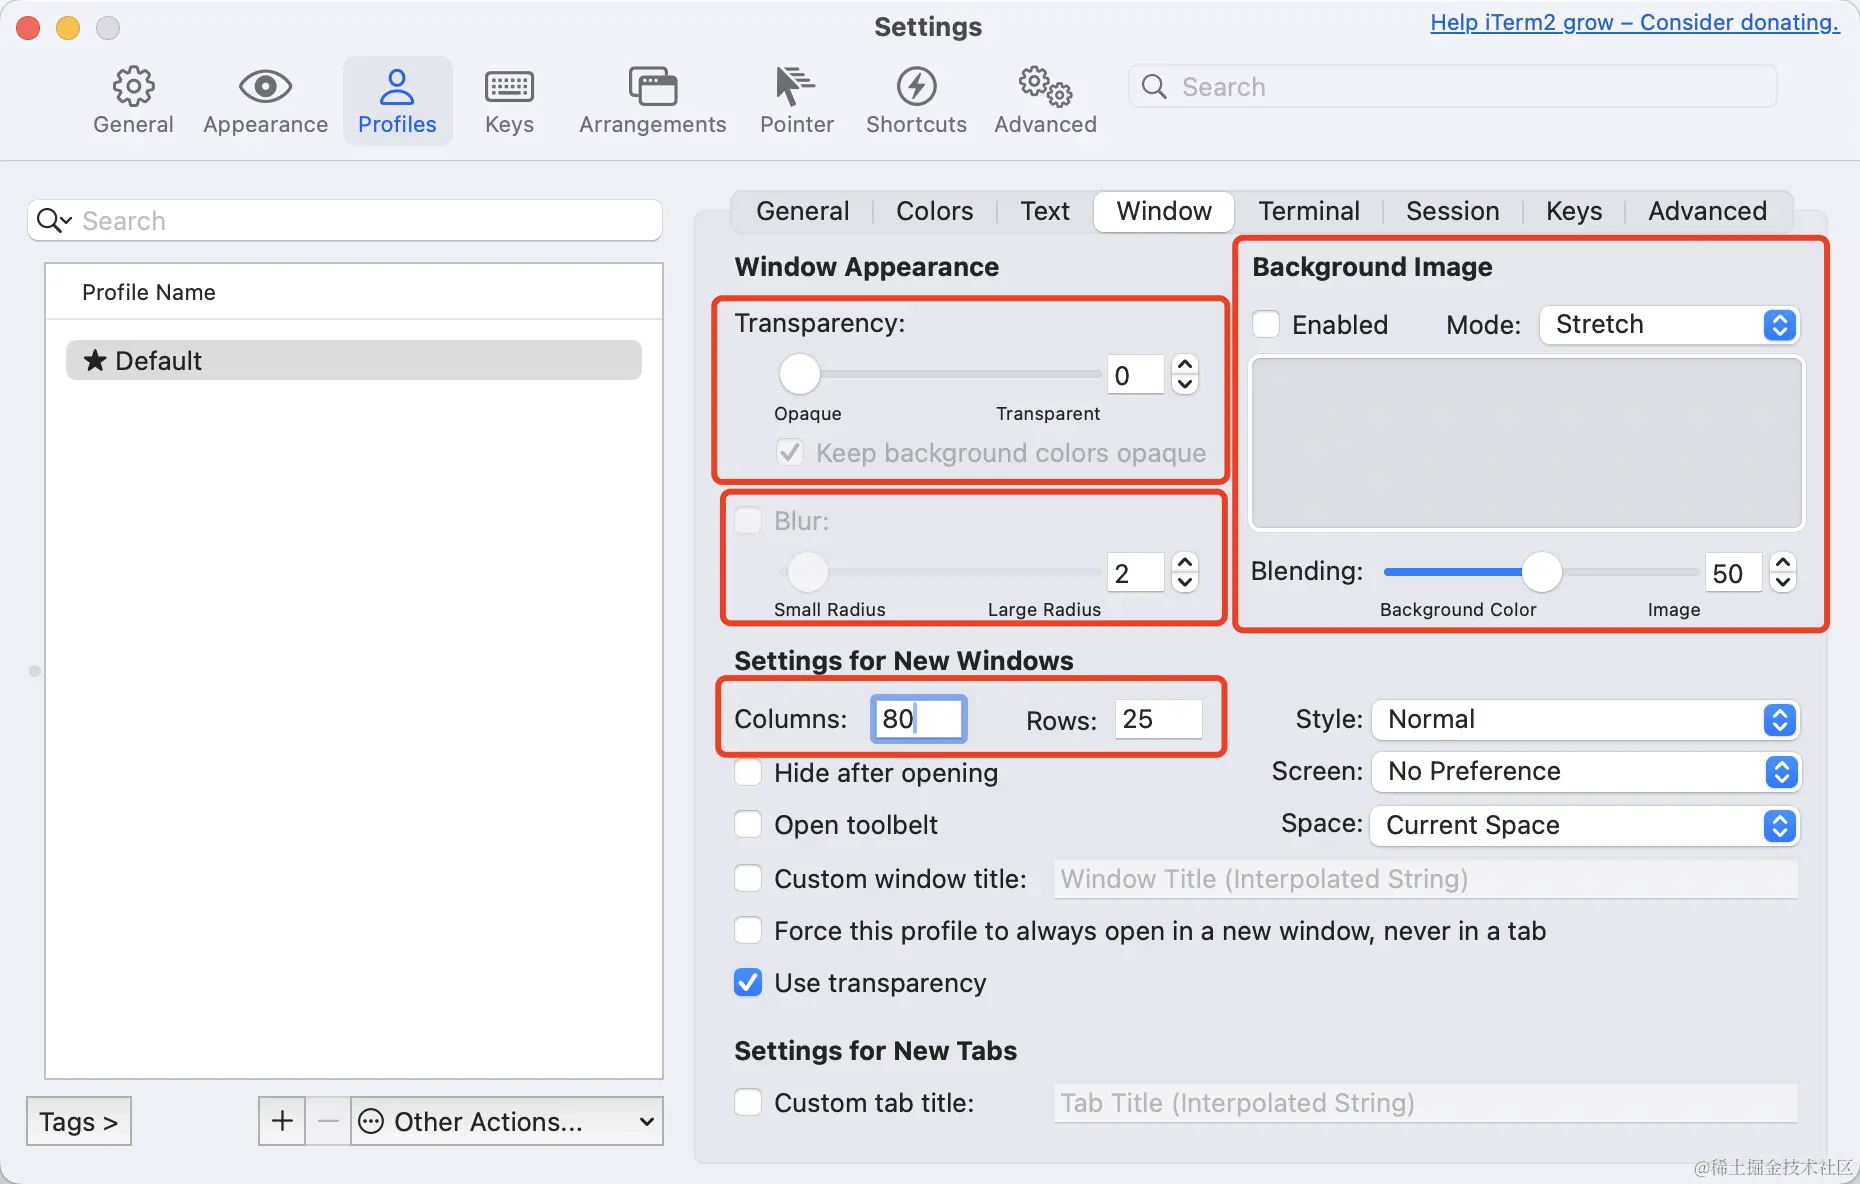 Settings
Help iTerm2 grow – Consider donating.
General
Appearance
Profiles
Keys
Arrangements
Pointer
Shortcuts
Advanced
Search
Search
Profile Name
★ Default
Tags >
+
−
Other Actions...
General
Colors
Text
Window
Terminal
Session
Keys
Advanced
Window Appearance
Transparency:
0
Opaque
Transparent
Keep background colors opaque
Blur:
2
Small Radius
Large Radius
Background Image
Enabled
Mode: Stretch
Blending:
50
Background Color
Image
Settings for New Windows
Columns: 80
Rows: 25
Style: Normal
Hide after opening
Screen: No Preference
Open toolbelt
Space: Current Space
Custom window title: Window Title (Interpolated String)
Force this profile to always open in a new window, never in a tab
Use transparency
Settings for New Tabs
Custom tab title: Tab Title (Interpolated String)
@稀土掘金技术社区